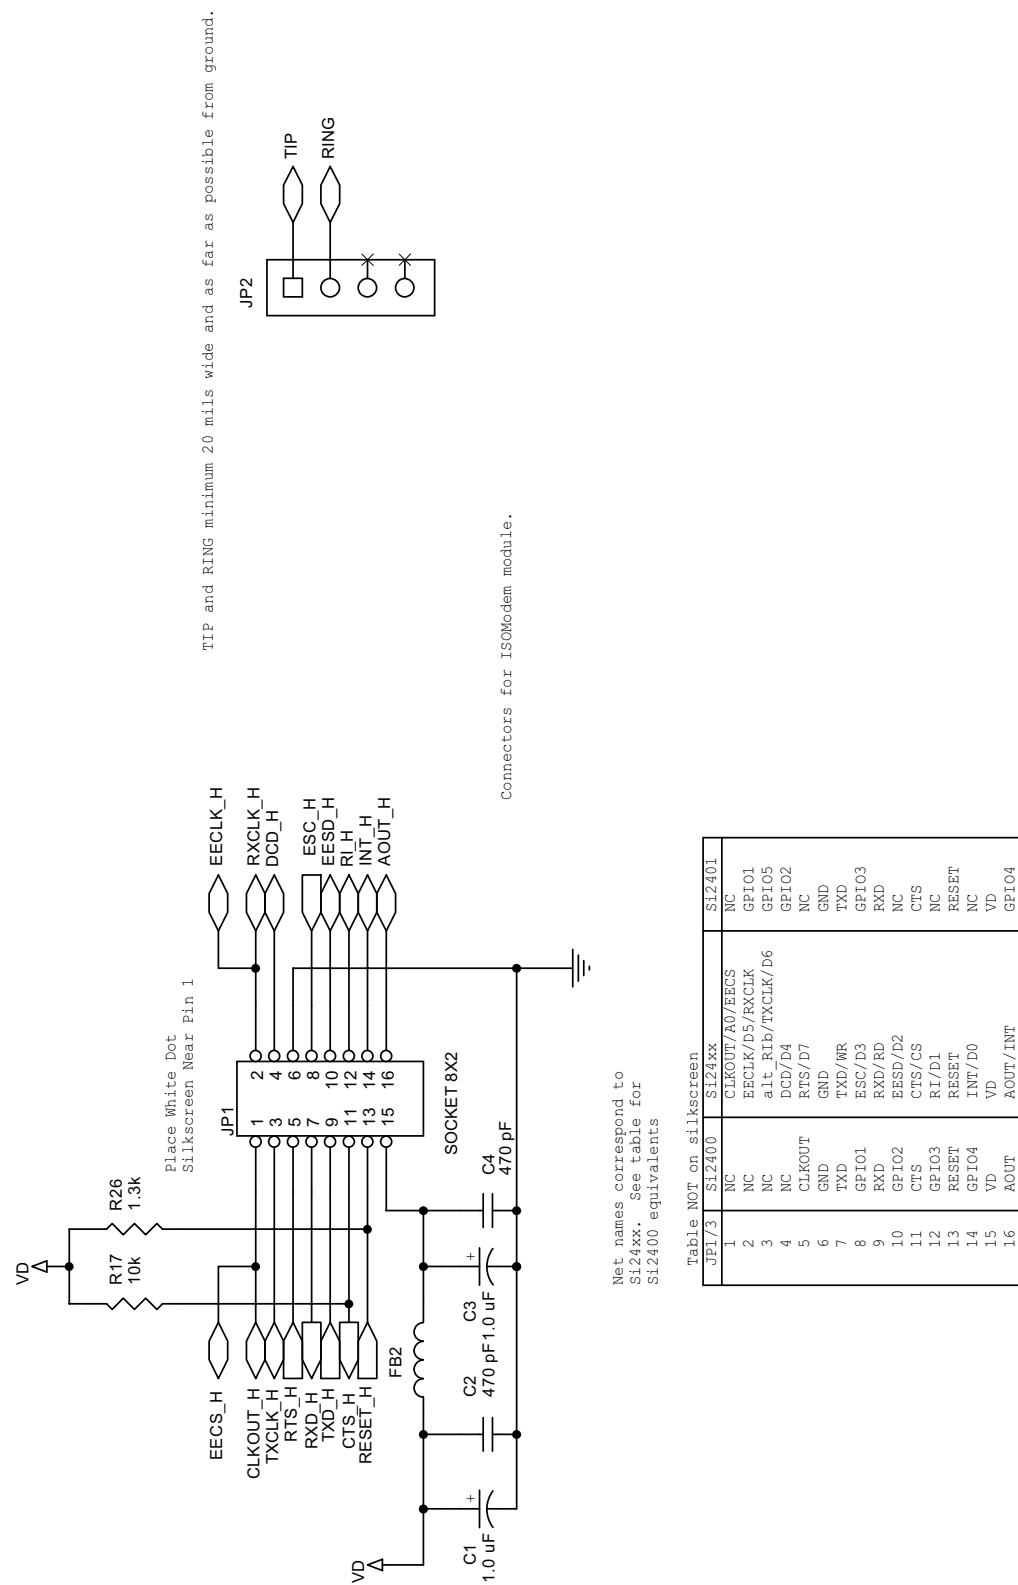 TIP and RING minimum 20 mils wide and as far as possible from ground.
JP2
TIP
RING
Connectors for ISOModem module.
VD
R17
10k
R26
1.3k
Place White Dot
Silkscreen Near Pin 1
EECS_H
CLKOUT_H
TXCLK_H
RTS_H
RXD_H
TXD_H
CTS_H
RESET_H
JP1
1 2
3 4
5 6
7 8
9 10
11 12
13 14
15 16
SOCKET 8X2
EECLK_H
RXCLK_H
DCD_H
ESC_H
EESD_H
RI_H
INT_H
AOUT_H
VD
FB2
C1
1.0 uF
+
C2
470 pF
C3
1.0 uF
+
C4
470 pF
Net names correspond to
Si24xx. See table for
Si2400 equivalents
Table NOT on silkscreen
JP1/3 Si2400 Si24xx Si2401
1 NC CLKOUT/A0/EECS NC
2 NC EECLK/D5/RXCLK GPIO1
3 NC alt_RIb/TXCLK/D6 GPIO5
4 NC DCD/D4 GPIO2
5 CLKOUT RTS/D7 NC
6 GND GND GND
7 TXD TXD/WR TXD
8 GPIO1 ESC/D3 GPIO3
9 RXD RXD/RD RXD
10 GPIO2 EESD/D2 NC
11 CTS CTS/CS CTS
12 GPIO3 RI/D1 NC
13 RESET RESET RESET
14 GPIO4 INT/D0 NC
15 VD VD VD
16 AOUT AOUT/INT GPIO4